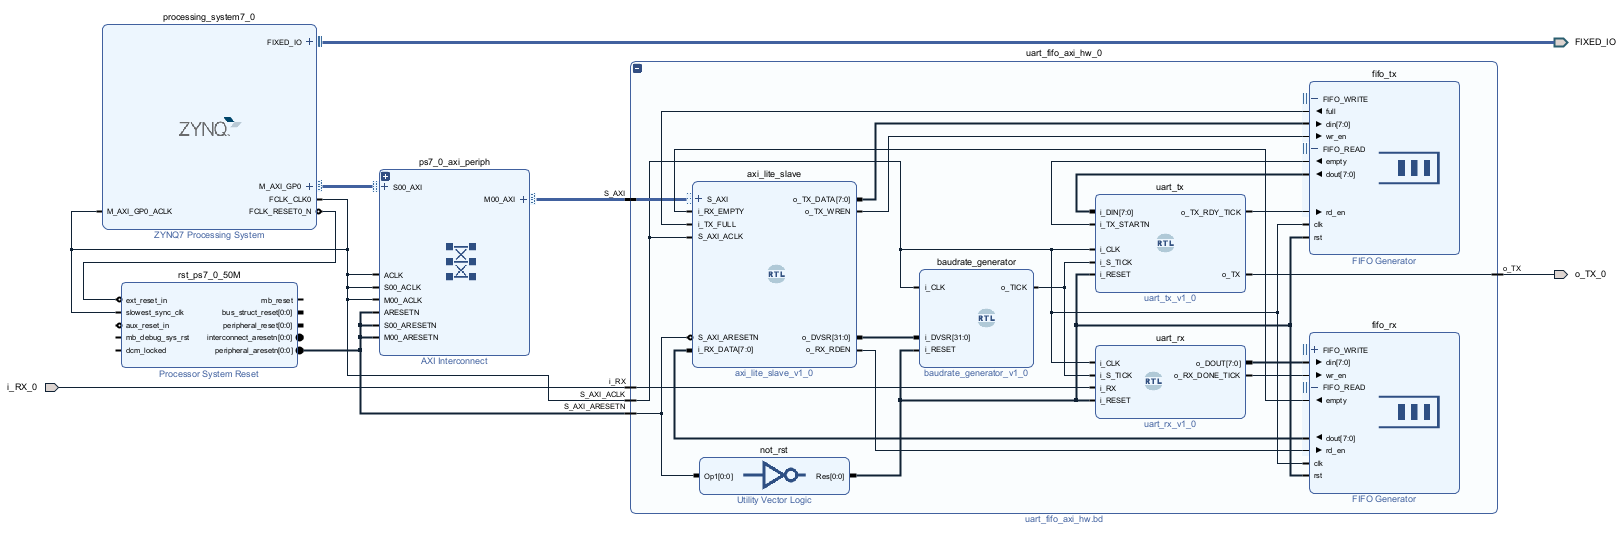 processing_system7_0
FIXED_IO
ZYNQ
M_AXI_GP0
FCLK_CLK0
M_AXI_GP0_ACLK
FCLK_RESET0_N
ZYNQ7 Processing System
rst_ps7_0_50M
ext_reset_in
mb_reset
slowest_sync_clk
bus_struct_reset[0:0]
aux_reset_in
peripheral_reset[0:0]
mb_debug_sys_rst
interconnect_aresetn[0:0]
dcm_locked
peripheral_aresetn[0:0]
Processor System Reset
i_RX_0
ps7_0_axi_periph
S00_AXI
M00_AXI
ACLK
S00_ACLK
M00_ACLK
ARESETN
S00_ARESETN
M00_ARESETN
AXI Interconnect
uart_fifo_axi_hw_0
S_AXI
i_RX
S_AXI_ACLK
S_AXI_ARESETN
axi_lite_slave
S_AXI
o_TX_DATA[7:0]
i_RX_EMPTY
o_TX_WREN
i_TX_FULL
S_AXI_ACLK
RTL
S_AXI_ARESETN
o_DVSR[31:0]
i_RX_DATA[7:0]
o_RX_RDEN
axi_lite_slave_v1_0
not_rst
Op1[0:0]
Res[0:0]
Utility Vector Logic
baudrate_generator
i_CLK
o_TICK
RTL
i_DVSR[31:0]
i_RESET
baudrate_generator_v1_0
uart_tx
i_DIN[7:0]
o_TX_RDY_TICK
i_TX_STARTN
RTL
i_CLK
i_S_TICK
i_RESET
o_TX
uart_tx_v1_0
uart_rx
i_CLK
o_DOUT[7:0]
i_S_TICK
o_RX_DONE_TICK
RTL
i_RX
i_RESET
uart_rx_v1_0
fifo_tx
FIFO_WRITE
full
din[7:0]
wr_en
FIFO_READ
empty
dout[7:0]
rd_en
clk
rst
FIFO Generator
fifo_rx
FIFO_WRITE
din[7:0]
wr_en
FIFO_READ
empty
dout[7:0]
rd_en
clk
rst
FIFO Generator
uart_fifo_axi_hw.bd
FIXED_IO
o_TX
o_TX_0